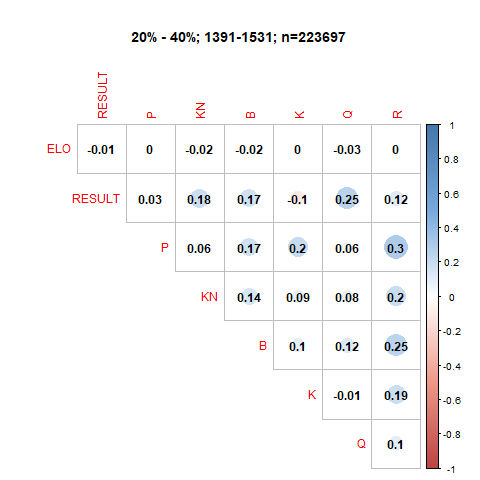 20% - 40%; 1391-1531; n=223697
RESULT P KN B K Q R
ELO -0.01 0 -0.02 -0.02 0 -0.03 0
RESULT 0.03 0.18 0.17 -0.1 0.25 0.12
P 0.06 0.17 0.2 0.06 0.3
KN 0.14 0.09 0.08 0.2
B 0.1 0.12 0.25
K -0.01 0.19
Q 0.1
1
0.8
0.6
0.4
0.2
0
-0.2
-0.4
-0.6
-0.8
-1